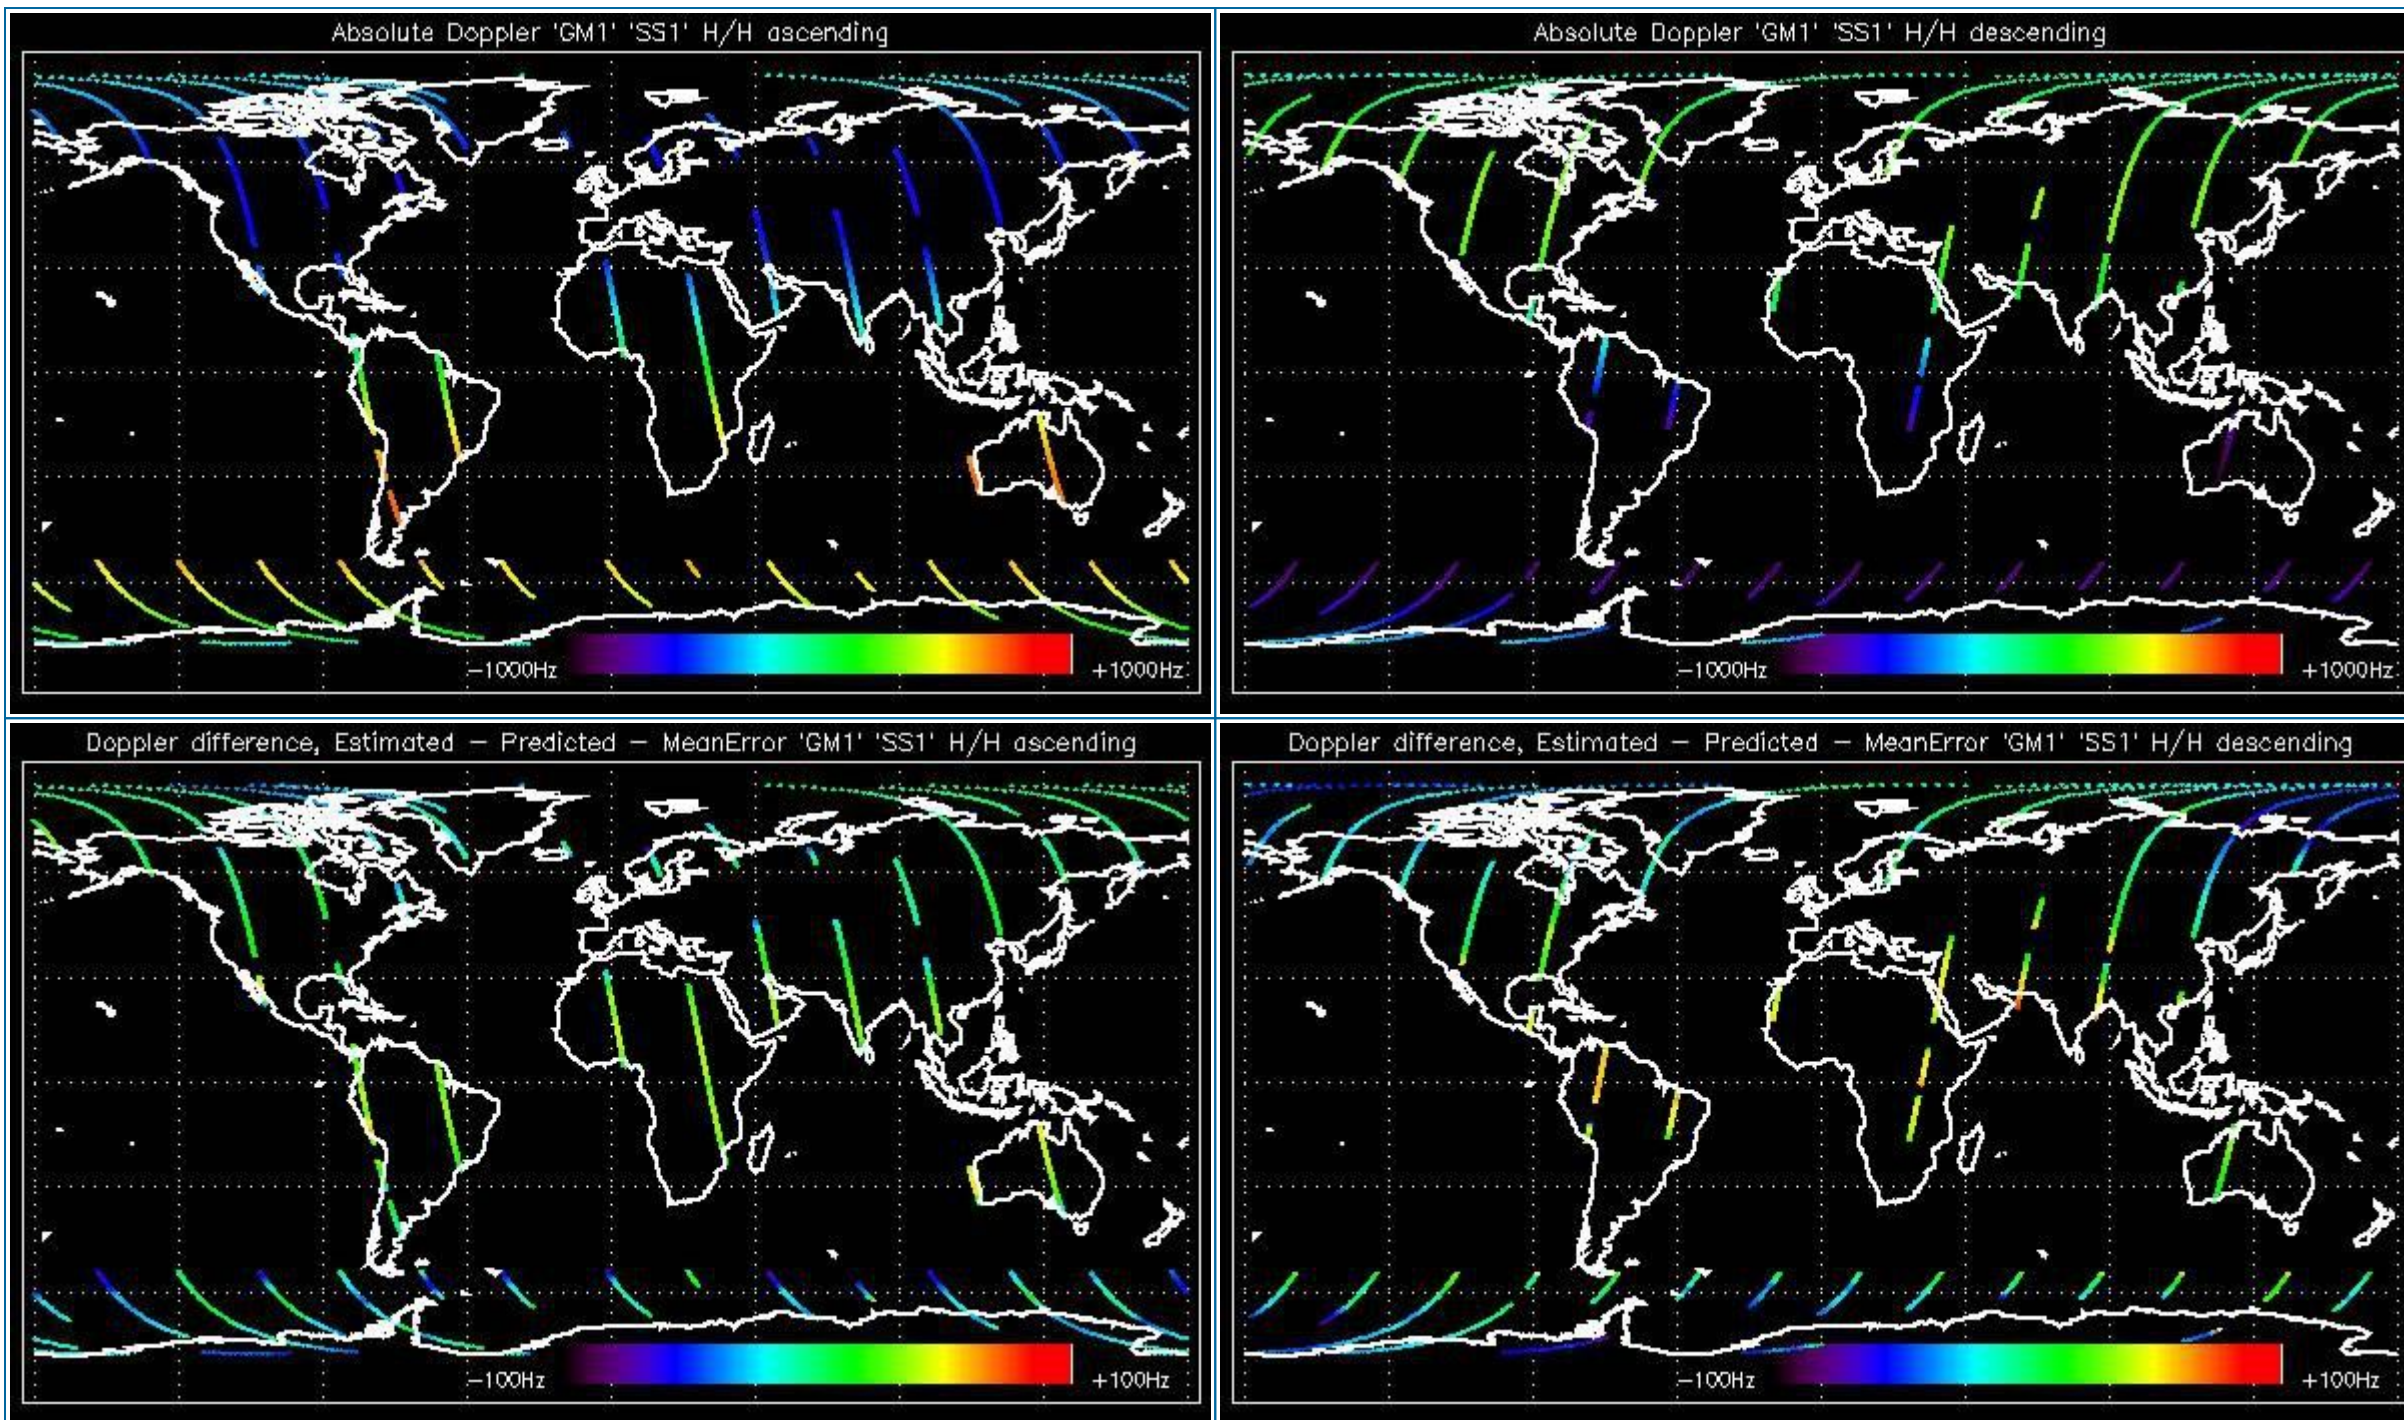 Absolute Doppler 'GM1' 'SS1' H/H ascending
-1000Hz
+1000Hz
Absolute Doppler 'GM1' 'SS1' H/H descending
-1000Hz
+1000Hz
Doppler difference, Estimated - Predicted - MeanError 'GM1' 'SS1' H/H ascending
-100Hz
+100Hz
Doppler difference, Estimated - Predicted - MeanError 'GM1' 'SS1' H/H descending
-100Hz
+100Hz